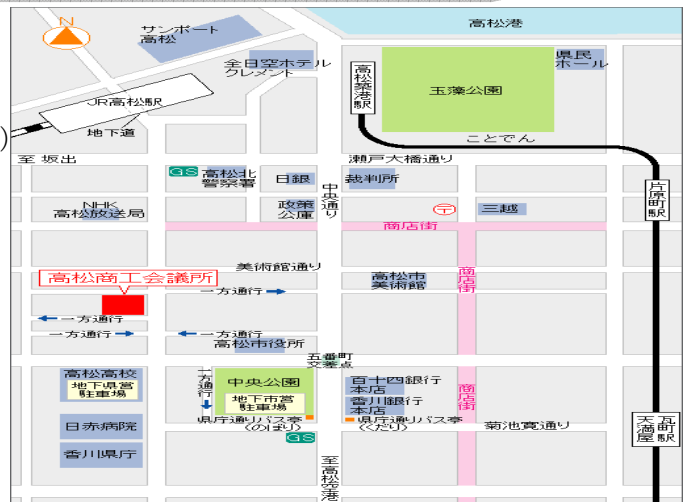 N
高松港
サンポート
高松
全日空ホテル
クレメント
高松築港駅
県民
ホール
玉藻公園
JR高松駅
地下道
)
ことでん
至 坂出
瀬戸大橋通り
GS
高松北
警察署
日銀
中央通り
裁判所
片原町駅
NHK
高松放送局
政策
公庫
〒
三越
商店街
美術館通り
高松商工会議所
高松市
美術館
商店街
一方通行
一方通行
一方通行
一方通行
高松市役所
五番町
交差点
高松高校
地下県営
駐車場
一方通行
中央公園
地下市営
駐車場
百十四銀行
本店
香川銀行
本店
商店街
瓦町駅
天満屋
日赤病院
県庁通りバス亭
(のぼり)
県庁通りバス亭
(くだり)
菊池寛通り
GS
香川県庁
至高松空港